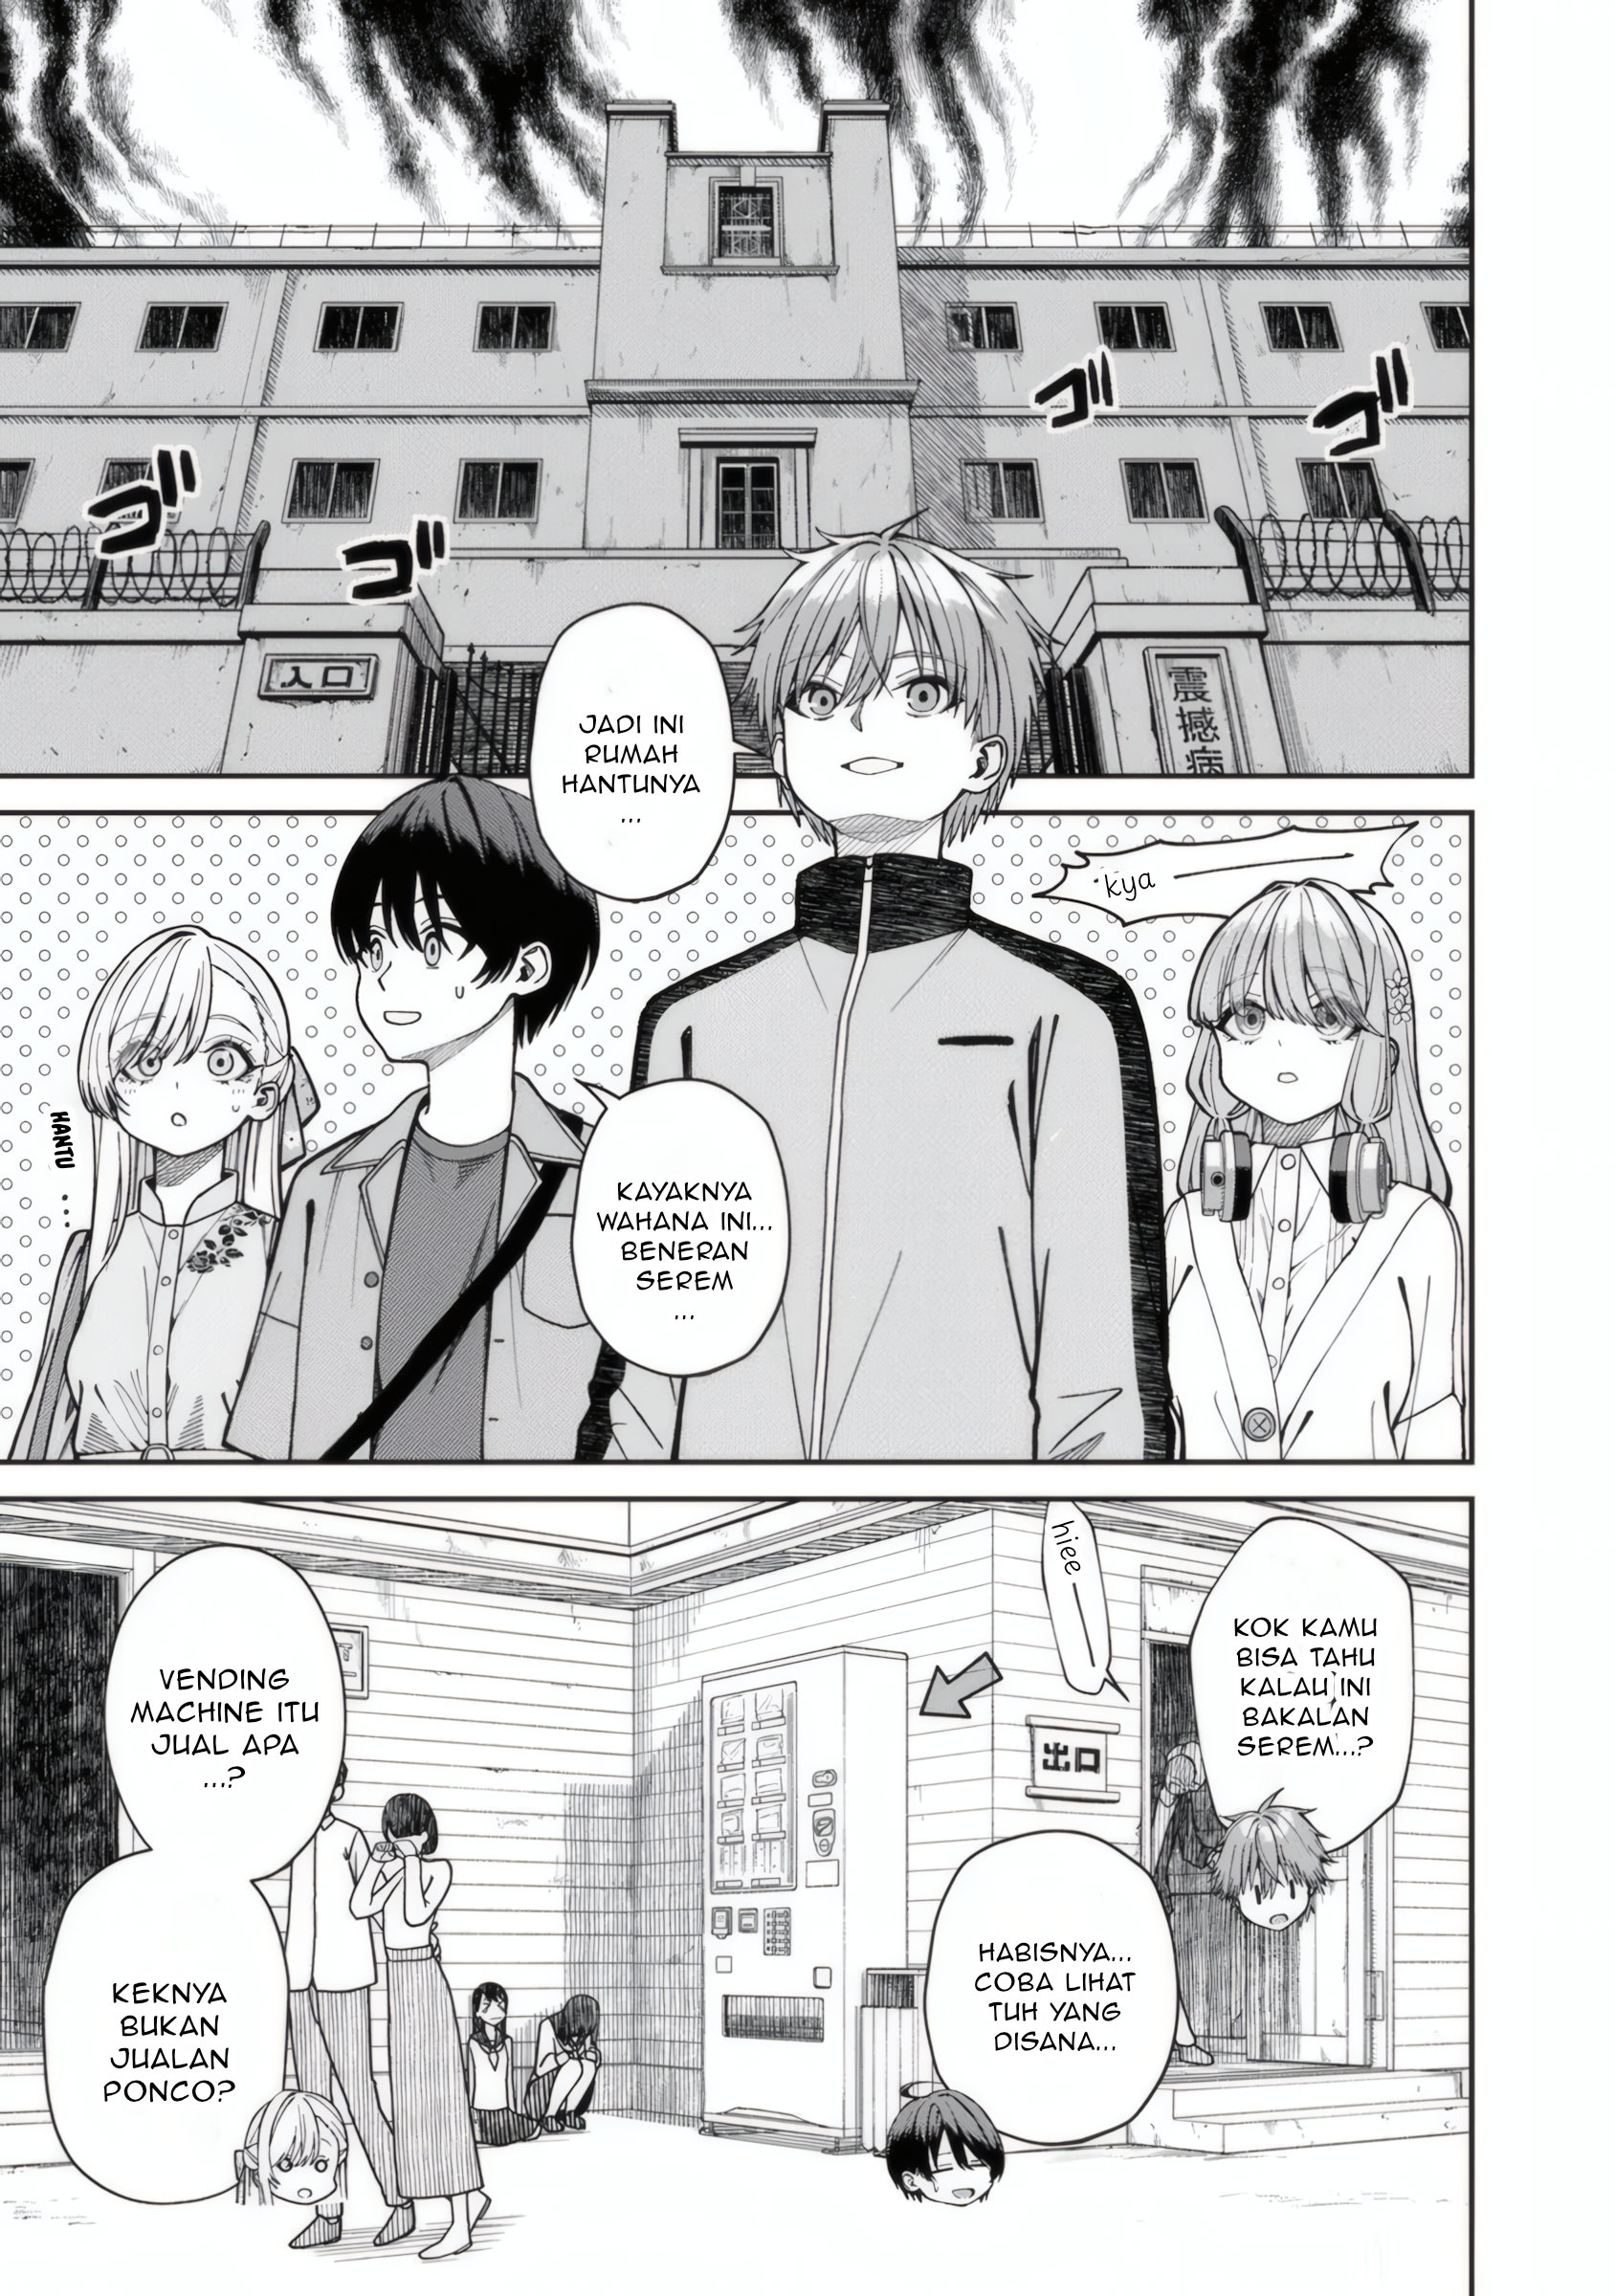 ゴ
ゴ
ゴ
ゴ
入口
震撼病
JADI INI
RUMAH
HANTUNYA
...
kya
KAYAKNYA
WAHANA INI...
BENERAN
SEREM
...
HANTU ...
KOK KAMU
BISA TAHU
KALAU INI
BAKALAN
SEREM...?
hiee
出口
HABISNYA...
COBA LIHAT
TUH YANG
DISANA...
VENDING
MACHINE ITU
JUAL APA
...?
KEKNYA
BUKAN
JUALAN
PONCO?